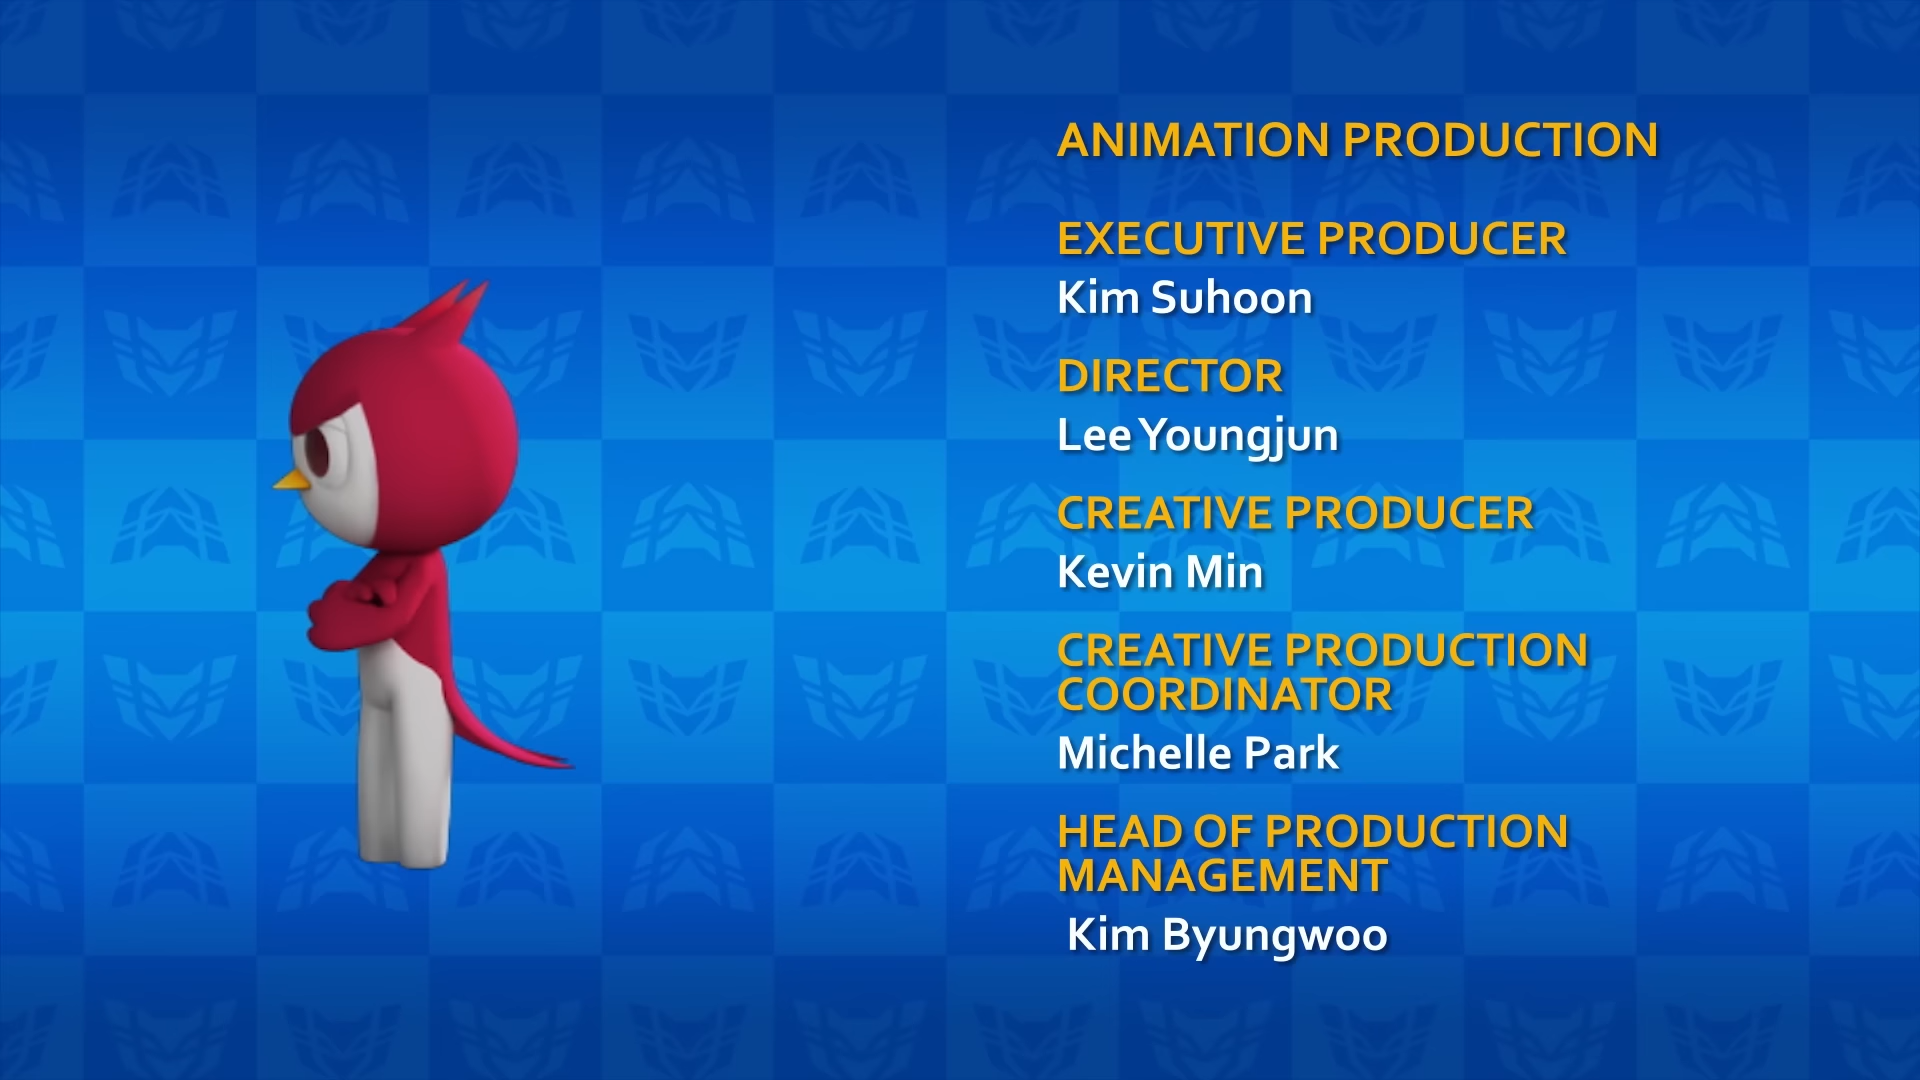 ANIMATION PRODUCTION
EXECUTIVE PRODUCER
Kim Suhoon
DIRECTOR
Lee Youngjun
CREATIVE PRODUCER
Kevin Min
CREATIVE PRODUCTION
COORDINATOR
Michelle Park
HEAD OF PRODUCTION
MANAGEMENT
Kim Byungwoo